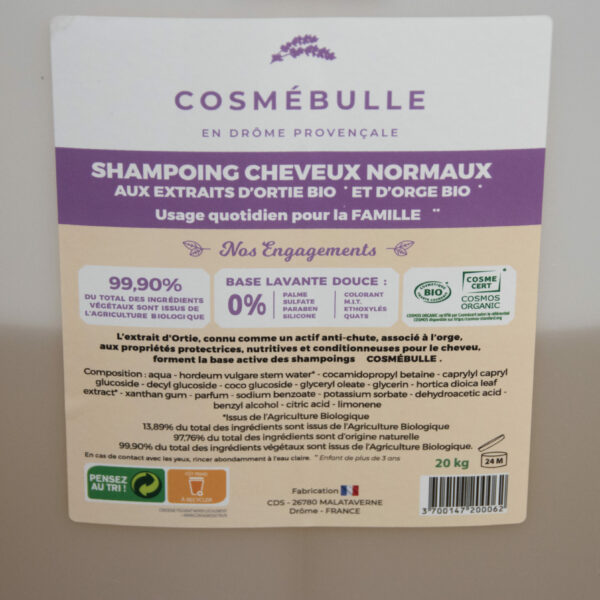 COSMÉBULLE
EN DRÔME PROVENÇALE
SHAMPOING CHEVEUX NORMAUX
AUX EXTRAITS D'ORTIE BIO * ET D'ORGE BIO *
Usage quotidien pour la FAMILLE **
Nos Engagements
99,90%
DU TOTAL DES INGRÉDIENTS
VÉGÉTAUX SONT ISSUS DE
L'AGRICULTURE BIOLOGIQUE
BASE LAVANTE DOUCE :
0%
PALME
SULFATE
PARABEN
SILICONE
COLORANT
M.I.T.
ETHOXYLÉS
QUATS
COSMÉTIQUE
BIO
COSME
CERT
COSMOS
ORGANIC
L'extrait d'Ortie, connu comme un actif anti-chute, associé à l'orge,
aux propriétés protectrices, nutritives et conditionneuses pour le cheveu,
forment la base active des shampoings COSMÉBULLE .
Composition : aqua - hordeum vulgare stem water* - cocamidopropyl betaine - caprylyl capryl
glucoside - decyl glucoside - coco glucoside - glyceryl oleate - glycerin - hortica dioica leaf
extract* - xanthan gum - parfum - sodium benzoate - potassium sorbate - dehydroacetic acid -
benzyl alcohol - citric acid - limonene
*Issus de l'Agriculture Biologique
13,89% du total des ingrédients sont issus de l'Agriculture Biologique
97,76% du total des ingrédients sont d'origine naturelle
99,90% du total des ingrédients végétaux sont issus de l'Agriculture Biologique.
En cas de contact avec les yeux, rincer abondamment à l'eau claire. ** Enfant de plus de 3 ans
20 kg
24 M
PENSEZ
AU TRI !
À RECYCLER
Fabrication
CDS - 26780 MALATAVERNE
Drôme - FRANCE
3 700147 200062